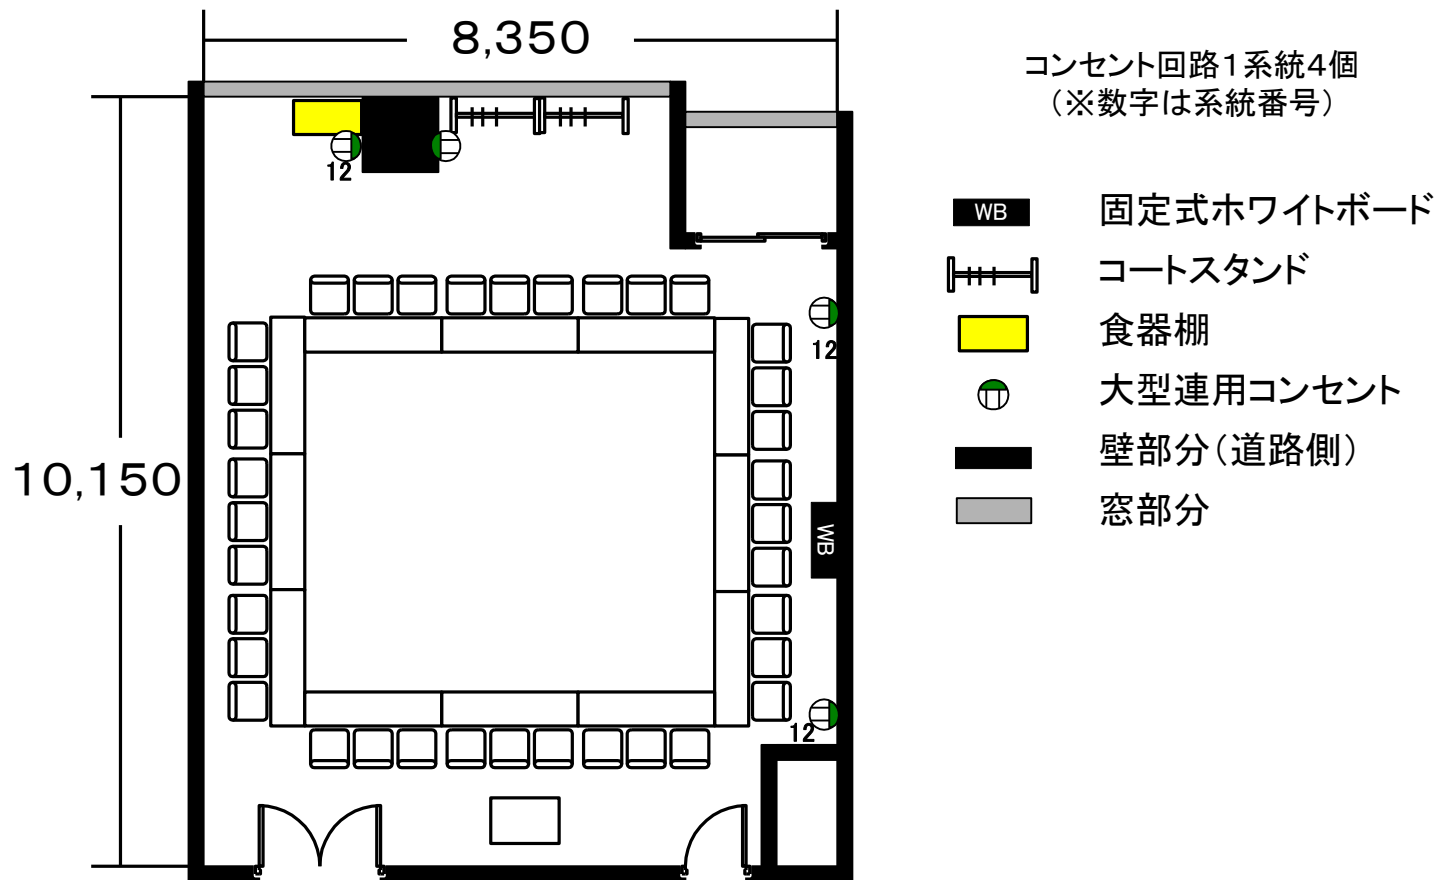 8,350
コンセント回路1系統4個
(※数字は系統番号)
12
WB 固定式ホワイトボード
コートスタンド
食器棚
12
大型連用コンセント
10,150
壁部分(道路側)
窓部分
WB
12